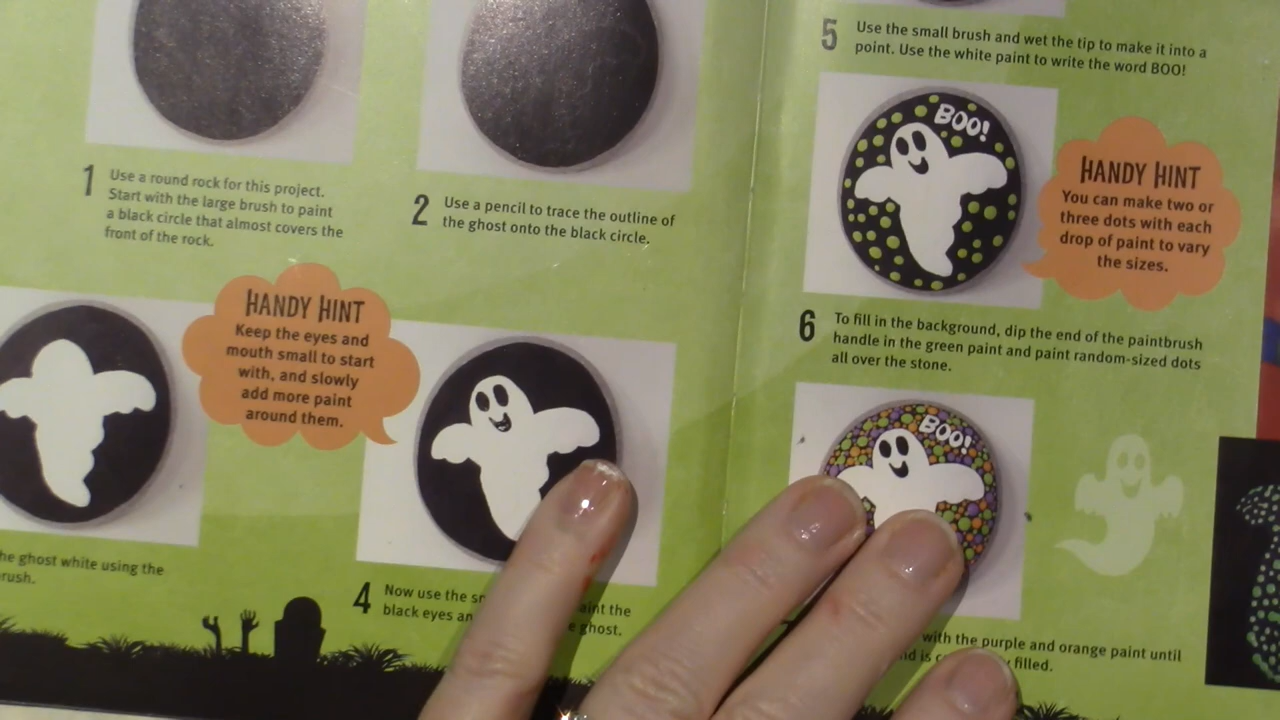 1
Use a round rock for this project.
Start with the large brush to paint
a black circle that almost covers the
front of the rock.
2
Use a pencil to trace the outline of
the ghost onto the black circle.
HANDY HINT
Keep the eyes and
mouth small to start
with, and slowly
add more paint
around them.
the ghost white using the
4
Now use the
black eyes
paint the
ghost.
5
Use the small brush and wet the tip to make it into a
point. Use the white paint to write the word BOO!
BOO!
HANDY HINT
You can make two or
three dots with each
drop of paint to vary
the sizes.
6
To fill in the background, dip the end of the paintbrush
handle in the green paint and paint random-sized dots
all over the stone.
BOO!
with the purple and orange paint until
is filled.